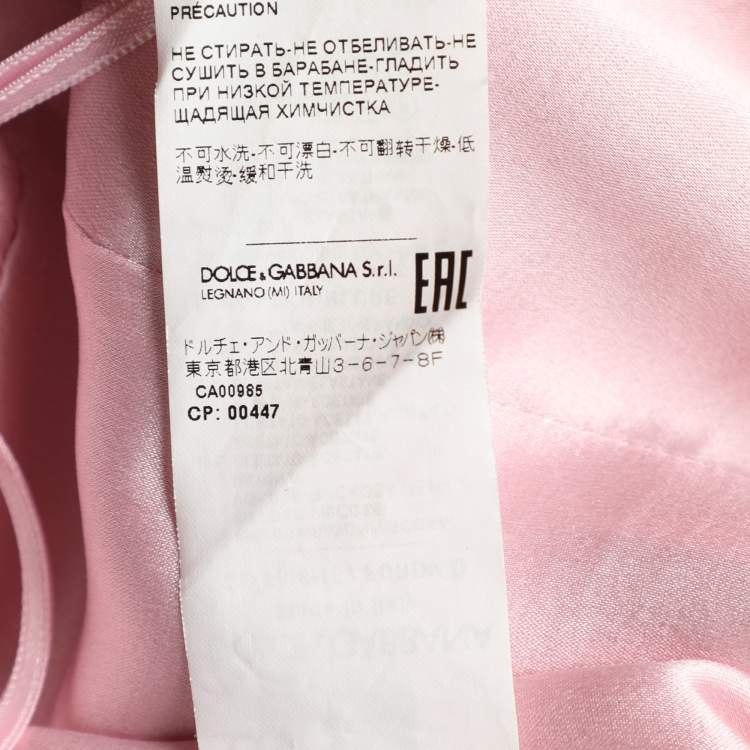 PRÉCAUTION
НЕ СТИРАТЬ-НЕ ОТБЕЛИВАТЬ-НЕ
СУШИТЬ В БАРАБАНЕ-ГЛАДИТЬ
ПРИ НИЗКОЙ ТЕМПЕРАТУРЕ-
ЩАДЯЩАЯ ХИМЧИСТКА
不可水洗-不可漂白-不可翻转干燥-低
温熨烫-缓和干洗
DOLCE & GABBANA S.r.l.
LEGNANO (MI) ITALY
EAC
ドルチェ・アンド・ガッバーナ・ジャパン㈱
東京都港区北青山3-6-7-8F
CA00985
CP: 00447